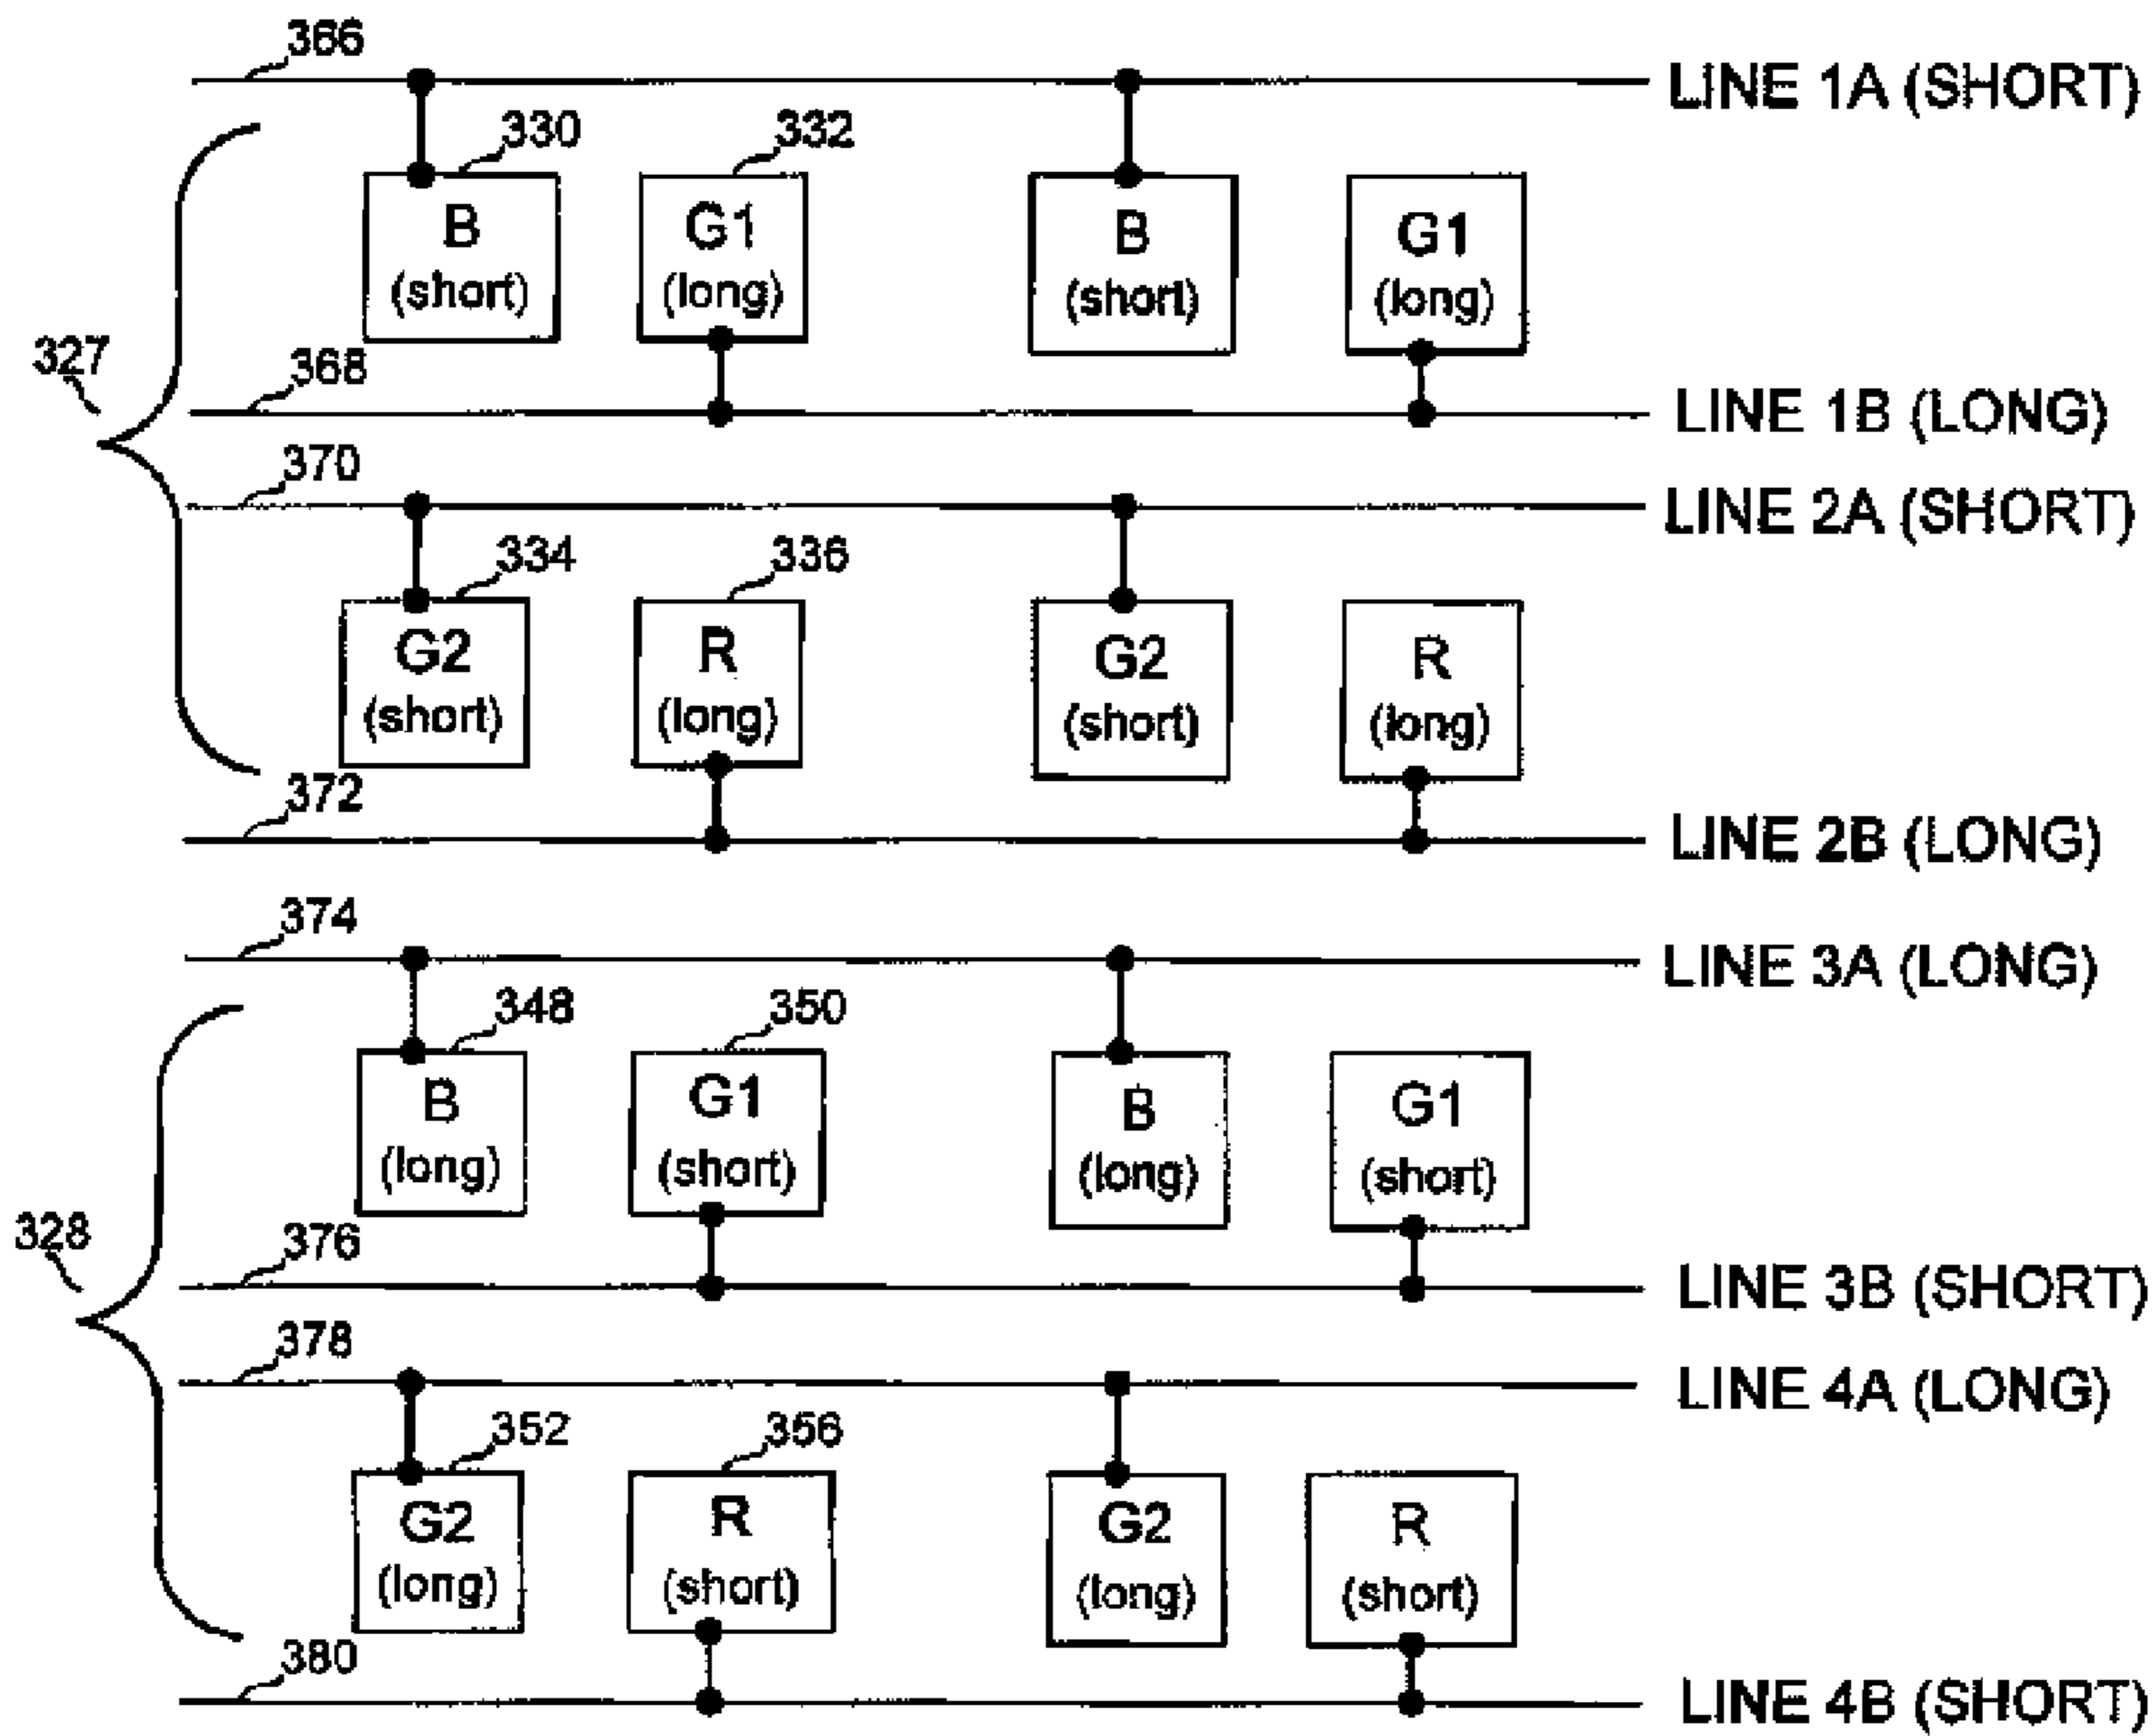 366
LINE 1A (SHORT)
330
332
B
(short)
G1
(long)
B
(short)
G1
(long)
327
368
LINE 1B (LONG)
370
LINE 2A (SHORT)
334
336
G2
(short)
R
(long)
G2
(short)
R
(long)
372
LINE 2B (LONG)
374
LINE 3A (LONG)
348
350
B
(long)
G1
(short)
B
(long)
G1
(short)
328
376
LINE 3B (SHORT)
378
LINE 4A (LONG)
352
356
G2
(long)
R
(short)
G2
(long)
R
(short)
380
LINE 4B (SHORT)